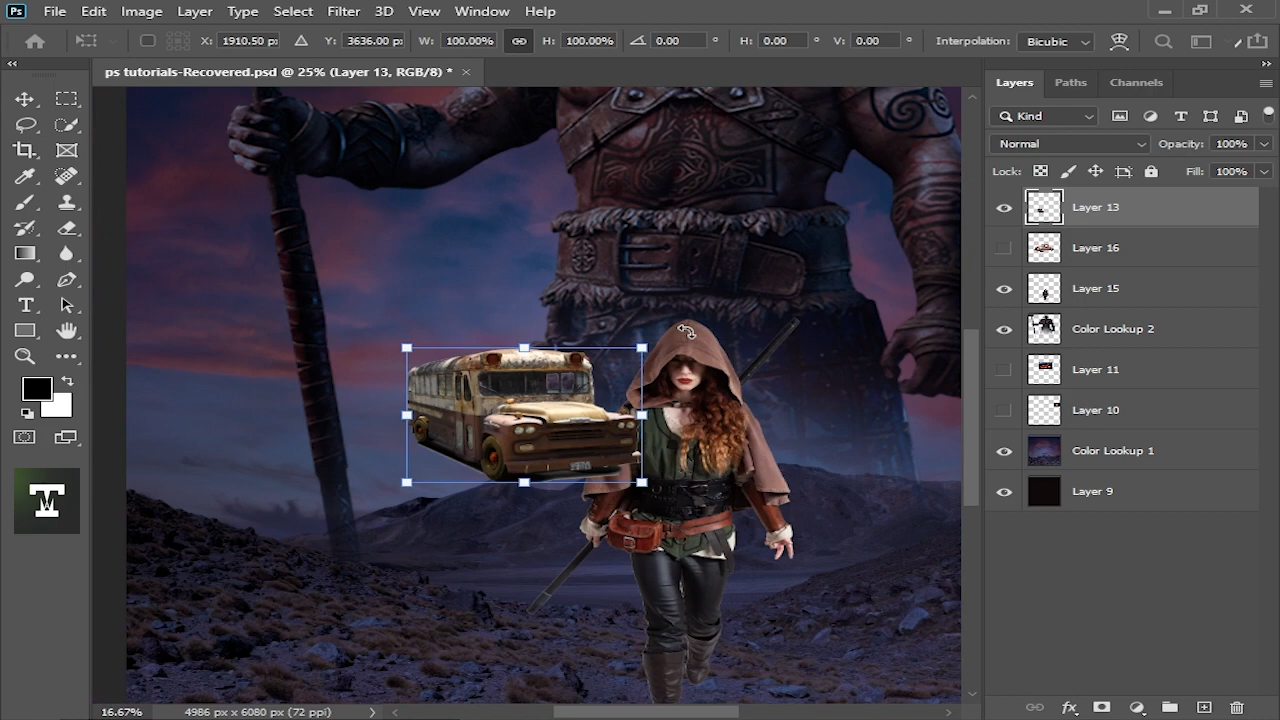 Ps File Edit Image Layer Type Select Filter 3D View Window Help
X: 1910.50 px Y: 3636.00 px W: 100.00% H: 100.00% 0.00 ° H: 0.00 ° V: 0.00 ° Interpolation: Bicubic
ps tutorials-Recovered.psd @ 25% (Layer 13, RGB/8) * ×
Layers Paths Channels
Kind
Normal Opacity: 100%
Lock: Fill: 100%
Layer 13
Layer 16
Layer 15
Color Lookup 2
Layer 11
Layer 10
Color Lookup 1
Layer 9
16.67% 4986 px x 6080 px (72 ppi)